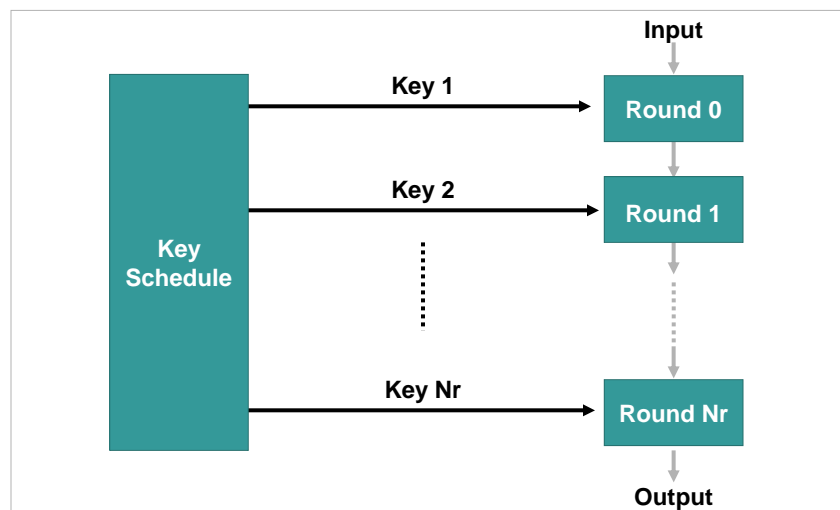 Input
Key 1
Round 0
Key 2
Round 1
Key
Schedule
Key Nr
Round Nr
Output